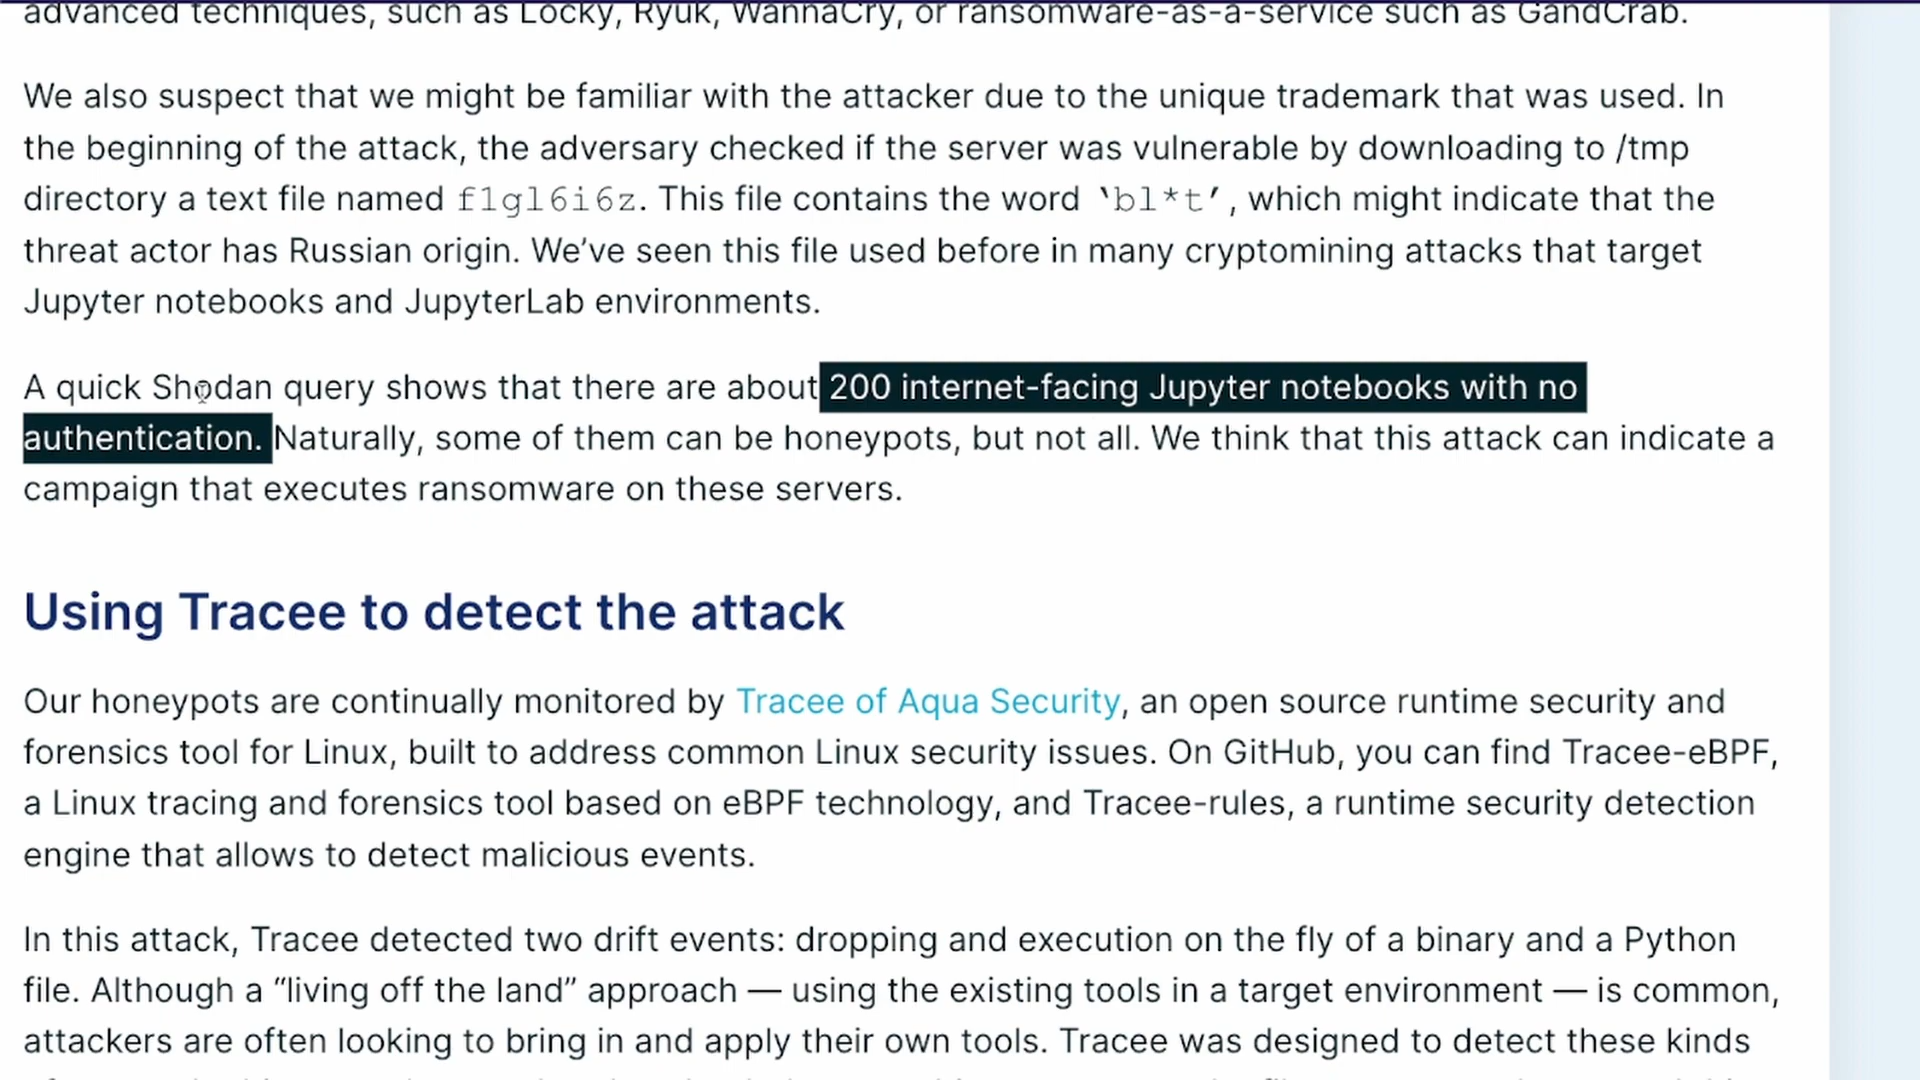 advanced techniques, such as Locky, Ryuk, WannaCry, or ransomware-as-a-service such as GandCrab.
We also suspect that we might be familiar with the attacker due to the unique trademark that was used. In
the beginning of the attack, the adversary checked if the server was vulnerable by downloading to /tmp
directory a text file named f1gl6i6z. This file contains the word ‘bl*t’, which might indicate that the
threat actor has Russian origin. We’ve seen this file used before in many cryptomining attacks that target
Jupyter notebooks and JupyterLab environments.
A quick Shodan query shows that there are about 200 internet-facing Jupyter notebooks with no
authentication. Naturally, some of them can be honeypots, but not all. We think that this attack can indicate a
campaign that executes ransomware on these servers.
Using Tracee to detect the attack
Our honeypots are continually monitored by Tracee of Aqua Security, an open source runtime security and
forensics tool for Linux, built to address common Linux security issues. On GitHub, you can find Tracee-eBPF,
a Linux tracing and forensics tool based on eBPF technology, and Tracee-rules, a runtime security detection
engine that allows to detect malicious events.
In this attack, Tracee detected two drift events: dropping and execution on the fly of a binary and a Python
file. Although a “living off the land” approach — using the existing tools in a target environment — is common,
attackers are often looking to bring in and apply their own tools. Tracee was designed to detect these kinds